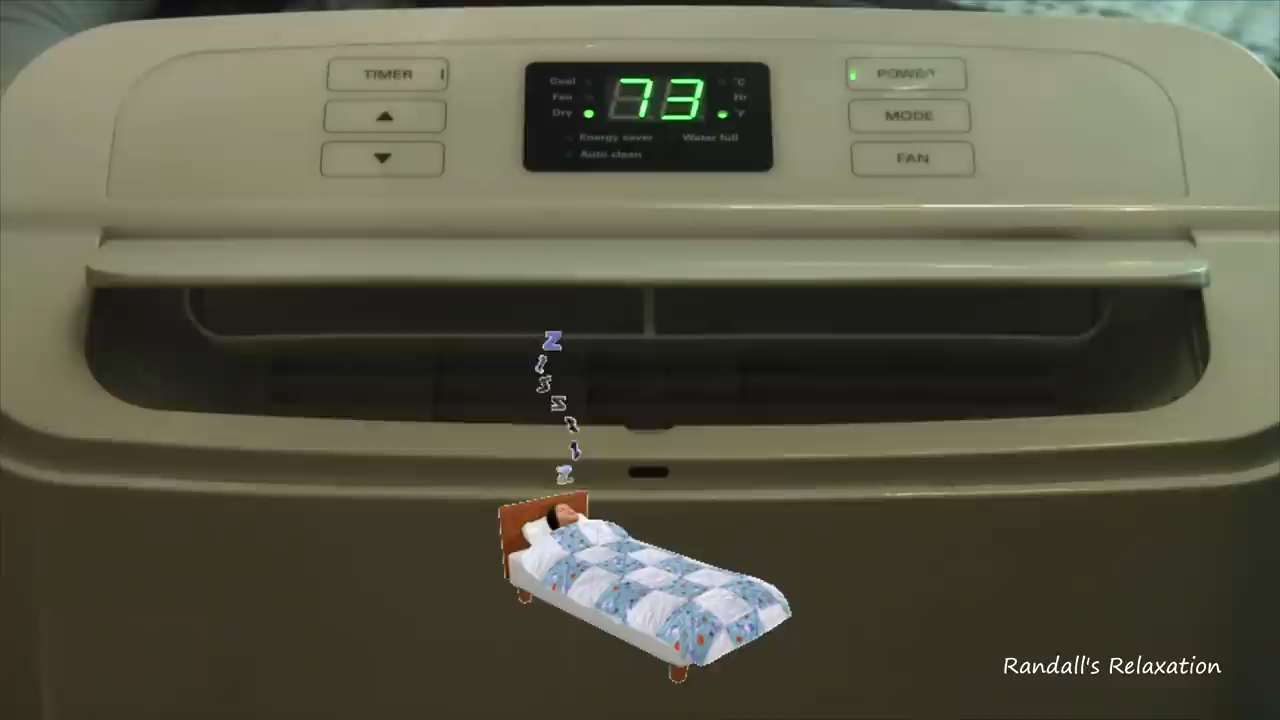 TIMER
▲
▼
Cool
Fan
Dry
73
°C
Hr
°F
Energy saver
Water full
Auto clean
POWER
MODE
FAN
Z
Randall's Relaxation